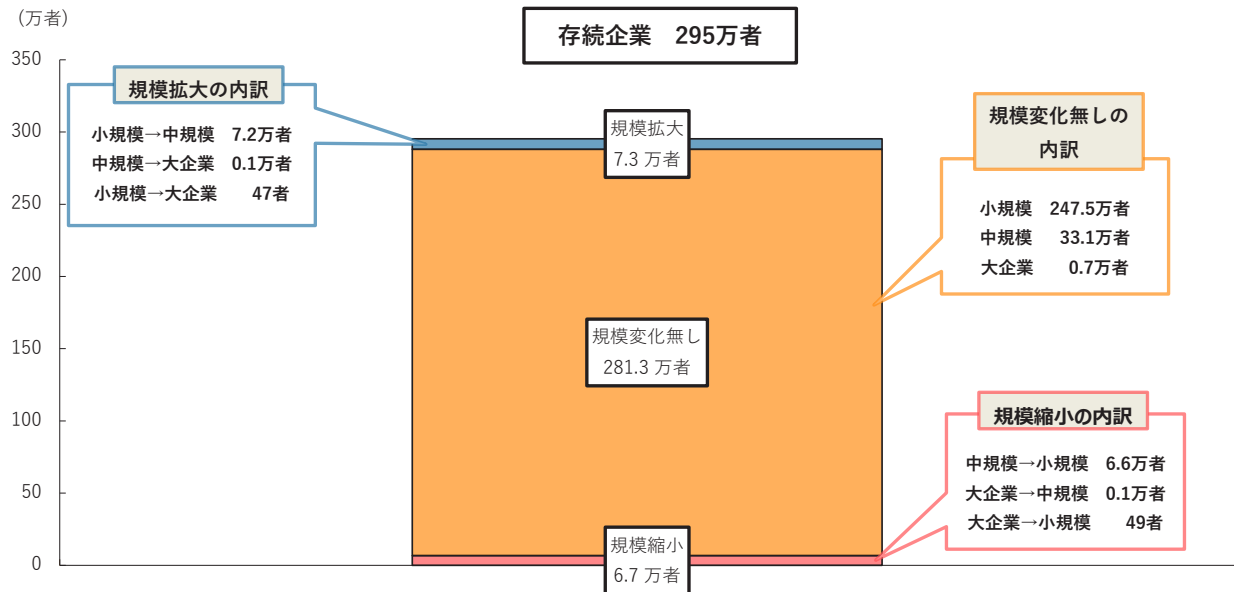 (万者)
存続企業 295万者
350
300
250
200
150
100
50
0
規模拡大の内訳
小規模→中規模 7.2万者
中規模→大企業 0.1万者
小規模→大企業 47者
規模拡大
7.3 万者
規模変化無しの
内訳
小規模 247.5万者
中規模 33.1万者
大企業 0.7万者
規模変化無し
281.3 万者
規模縮小の内訳
中規模→小規模 6.6万者
大企業→中規模 0.1万者
大企業→小規模 49者
規模縮小
6.7 万者